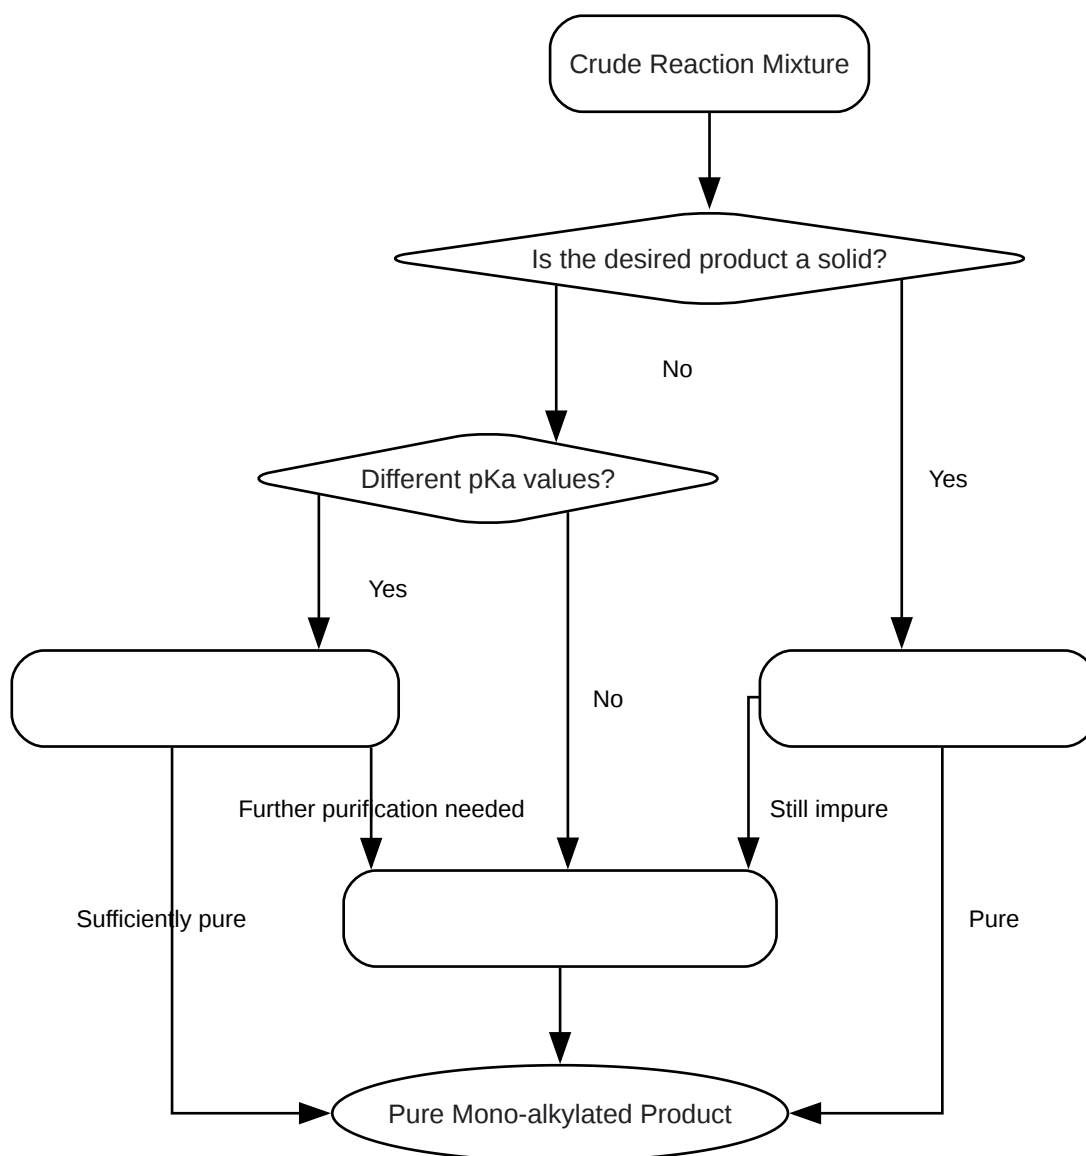 Crude Reaction Mixture
Is the desired product a solid?
No
Different pKa values?
Yes
Yes
No
Further purification needed
Still impure
Sufficiently pure
Pure
Pure Mono-alkylated Product